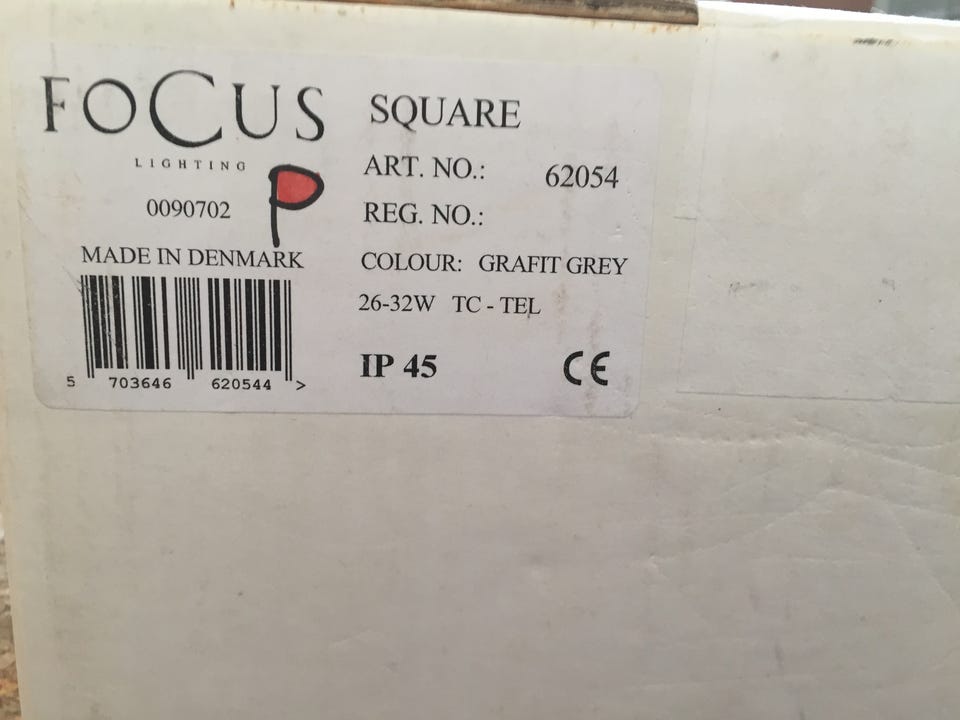 FOCUS
LIGHTING
P
0090702
MADE IN DENMARK
5 703646 620544 >
SQUARE
ART. NO.: 62054
REG. NO.:
COLOUR: GRAFIT GREY
26-32W TC - TEL
IP 45 CE